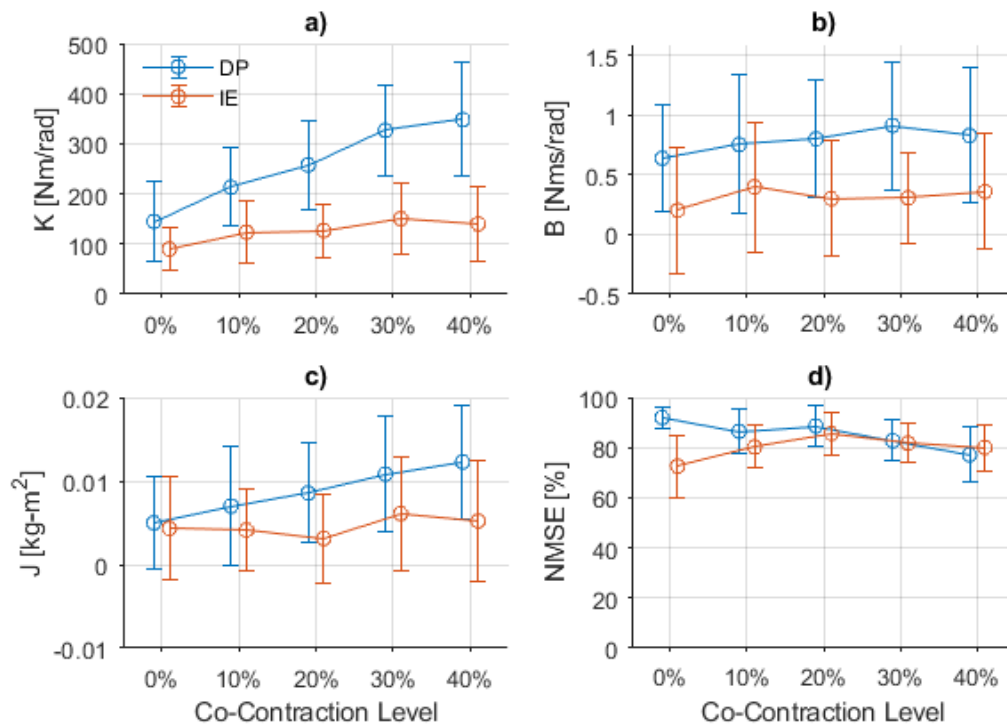 a)
K [Nm/rad]
500
400
300
200
100
0
DP
IE
0% 10% 20% 30% 40%
b)
B [Nms/rad]
1.5
1
0.5
0
-0.5
0% 10% 20% 30% 40%
c)
J [kg-m²]
0.02
0.01
0
-0.01
0% 10% 20% 30% 40%
Co-Contraction Level
d)
NMSE [%]
100
80
60
40
20
0
0% 10% 20% 30% 40%
Co-Contraction Level